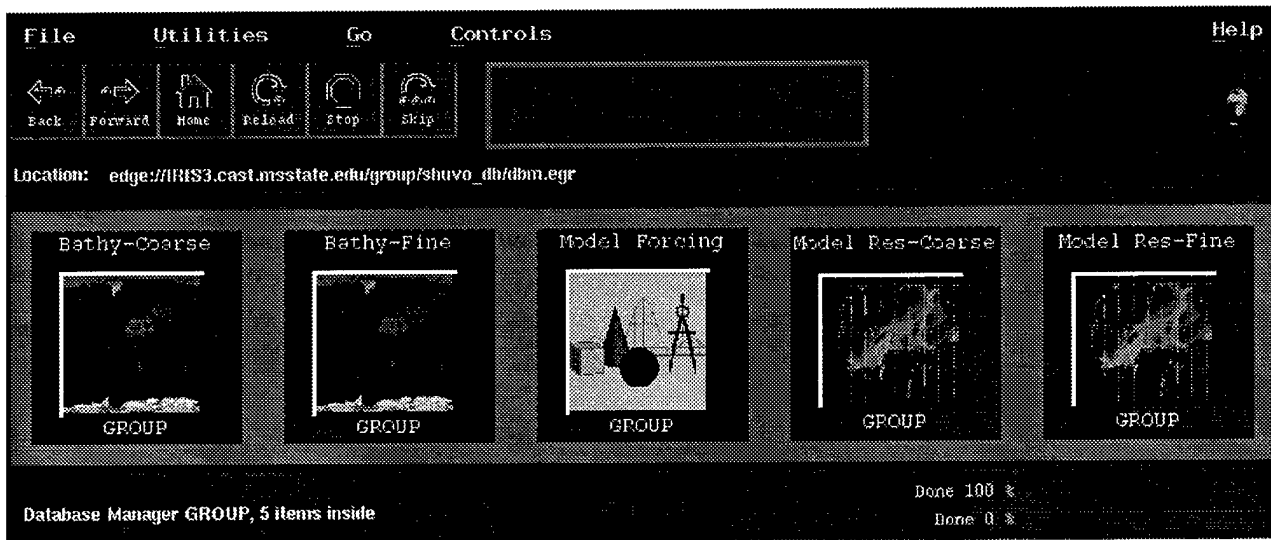 File Utilities Go Controls Help
Back Forward Home Reload Stop Skip
Location: edge://IRIS3.cast.msstate.edu/group/shuvo_db/dbm.egr
Bathy-Coarse Bathy-Fine Model Forcing Model Res-Coarse Model Res-Fine
GROUP GROUP GROUP GROUP GROUP
Done 100 %
Database Manager GROUP, 5 items inside
Done 0 %